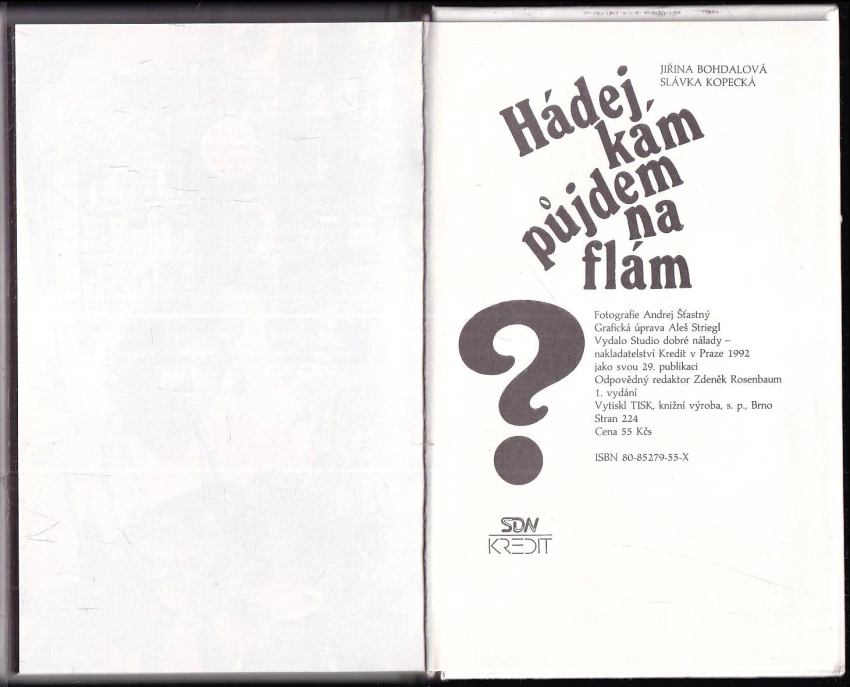 JIŘINA BOHDALOVÁ
SLÁVKA KOPECKÁ
Hádej,
kám
půjdem
na
flám
?
Fotografie Andrej Šťastný
Grafická úprava Aleš Striegl
Vydalo Studio dobré nálady –
nakladatelství Kredit v Praze 1992
jako svou 29. publikaci
Odpovědný redaktor Zdeněk Rosenbaum
1. vydání
Vytiskl TISK, knižní výroba, s. p., Brno
Stran 224
Cena 55 Kčs
ISBN 80-85279-55-X
SDN
KREDIT